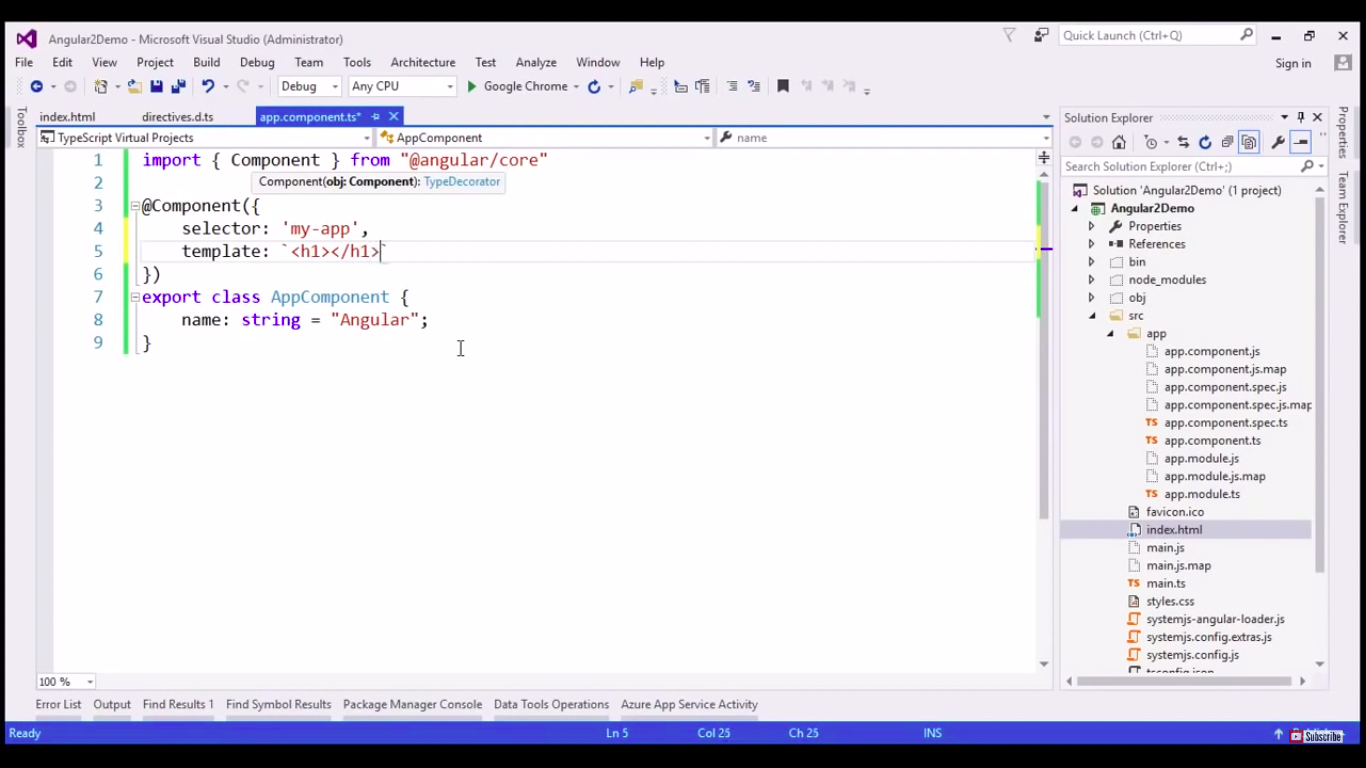 Angular2Demo - Microsoft Visual Studio (Administrator)
Quick Launch (Ctrl+Q)
File Edit View Project Build Debug Team Tools Architecture Test Analyze Window Help
Sign in
Debug Any CPU Google Chrome
Toolbox
index.html directives.d.ts app.component.ts*
TypeScript Virtual Projects AppComponent name
1 import { Component } from "@angular/core"
Component(obj: Component): TypeDecorator
2
3 @Component({
4 selector: 'my-app',
5 template: `<h1></h1>`
6 })
7 export class AppComponent {
8 name: string = "Angular";
9 }
100 %
Solution Explorer
Search Solution Explorer (Ctrl+;)
Solution 'Angular2Demo' (1 project)
Angular2Demo
Properties
References
bin
node_modules
obj
src
app
app.component.js
app.component.js.map
app.component.spec.js
app.component.spec.js.map
app.component.spec.ts
app.component.ts
app.module.js
app.module.js.map
app.module.ts
favicon.ico
index.html
main.js
main.js.map
main.ts
styles.css
systemjs-angular-loader.js
systemjs.config.extras.js
systemjs.config.js
tsconfig.json
Properties
Team Explorer
Error List Output Find Results 1 Find Symbol Results Package Manager Console Data Tools Operations Azure App Service Activity
Ready Ln 5 Col 25 Ch 25 INS
Subscribe